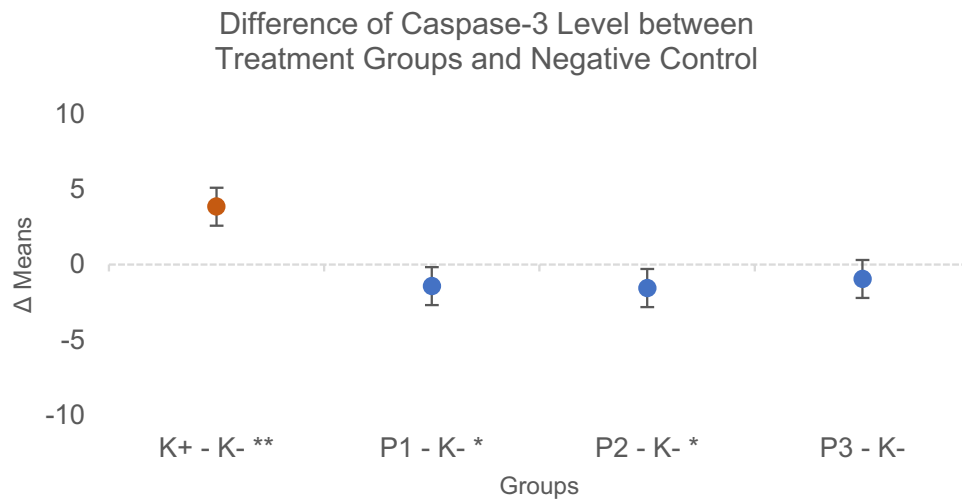 Difference of Caspase-3 Level between
Treatment Groups and Negative Control
10
5
0
-5
-10
Δ Means
K+ - K- **
P1 - K- *
P2 - K- *
P3 - K-
Groups